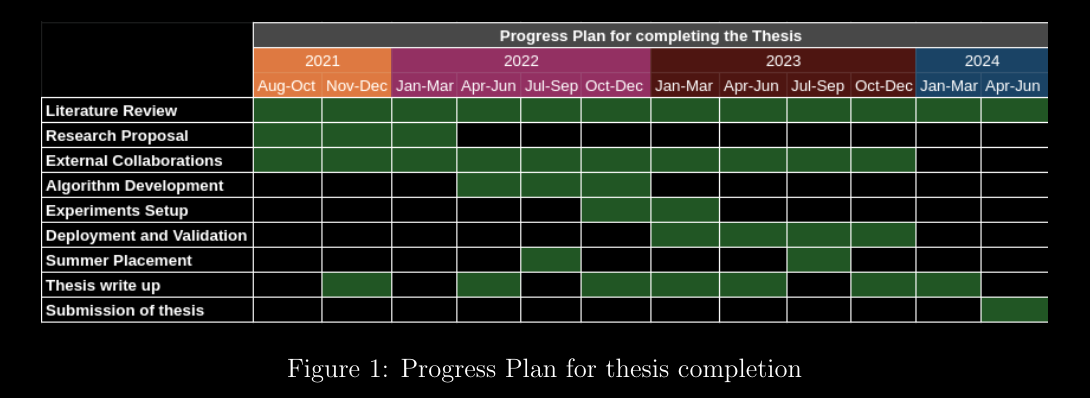 Progress Plan for completing the Thesis
2021 2022 2023 2024
Aug-Oct Nov-Dec Jan-Mar Apr-Jun Jul-Sep Oct-Dec Jan-Mar Apr-Jun Jul-Sep Oct-Dec Jan-Mar Apr-Jun
Literature Review
Research Proposal
External Collaborations
Algorithm Development
Experiments Setup
Deployment and Validation
Summer Placement
Thesis write up
Submission of thesis
Figure 1: Progress Plan for thesis completion